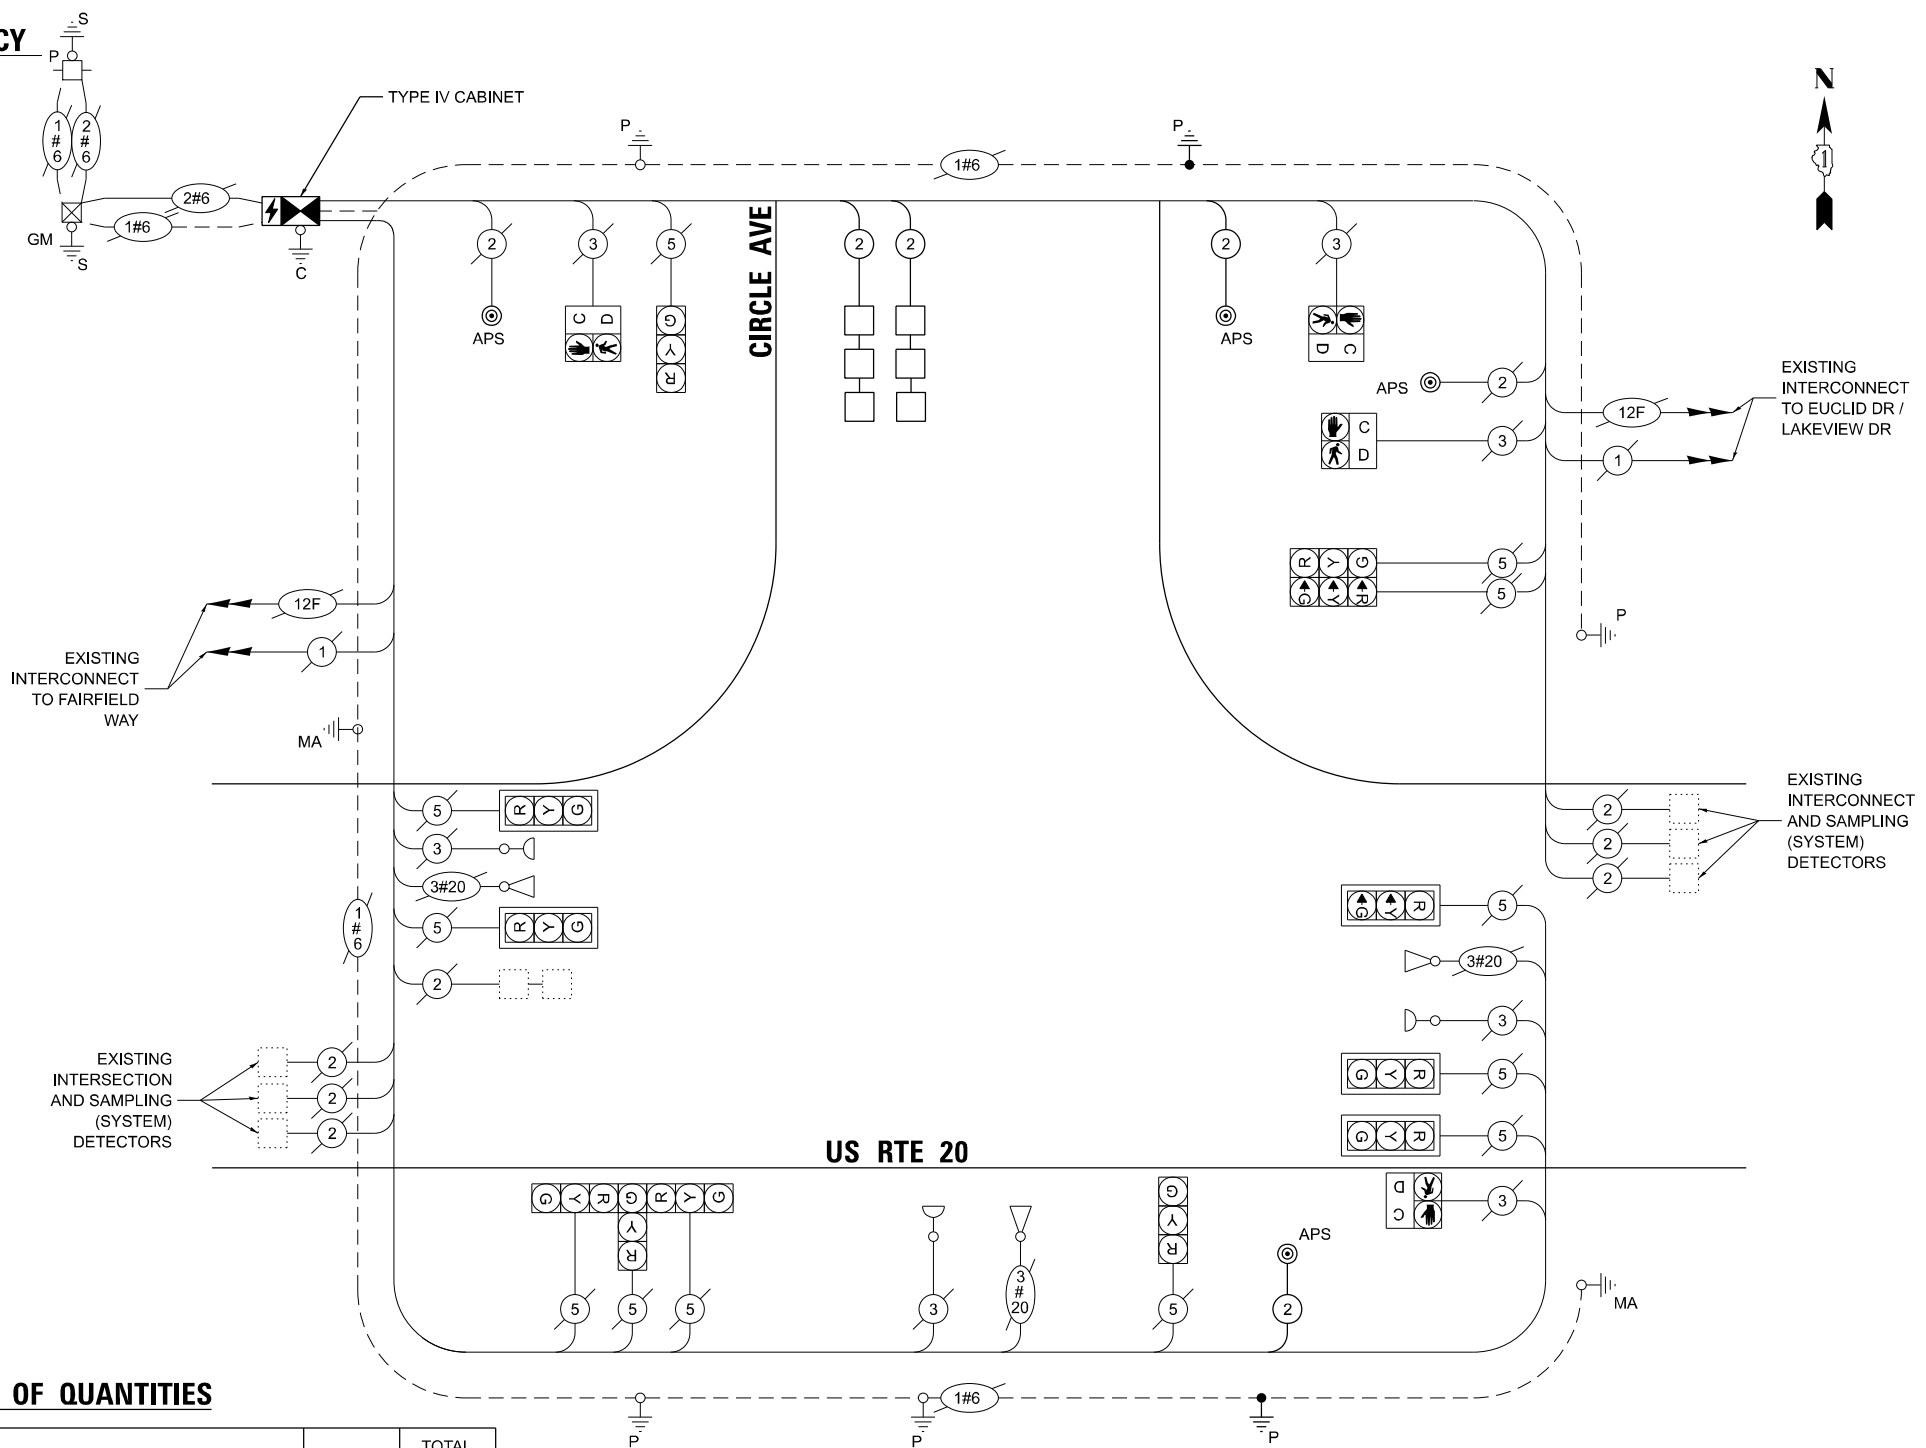 CY
S
P
1
#
6
2
#
6
TYPE IV CABINET
N
1
P
P
1#6
2#6
1#6
GM
S
C
2
3
5
2
2
2
3
CIRCLE AVE
APS
C D
G
Y
R
APS
D C
EXISTING
INTERCONNECT
TO EUCLID DR /
LAKEVIEW DR
APS
2
12F
C
D
3
1
R Y G
5
G Y R
5
P
12F
1
EXISTING
INTERCONNECT
TO FAIRFIELD
WAY
MA
5
R Y G
3
3#20
5
R Y G
2
1
#
6
EXISTING
INTERCONNECT
AND SAMPLING
(SYSTEM)
DETECTORS
2
2
2
G Y R
5
3#20
3
G Y R
5
G Y R
5
D
C
3
EXISTING
INTERSECTION
AND SAMPLING
(SYSTEM)
DETECTORS
2
2
2
US RTE 20
G Y R G R Y G
Y
R
5
5
5
3
3
#
20
G
Y
R
5
APS
2
MA
1#6
P
P
P
OF QUANTITIES
TOTAL